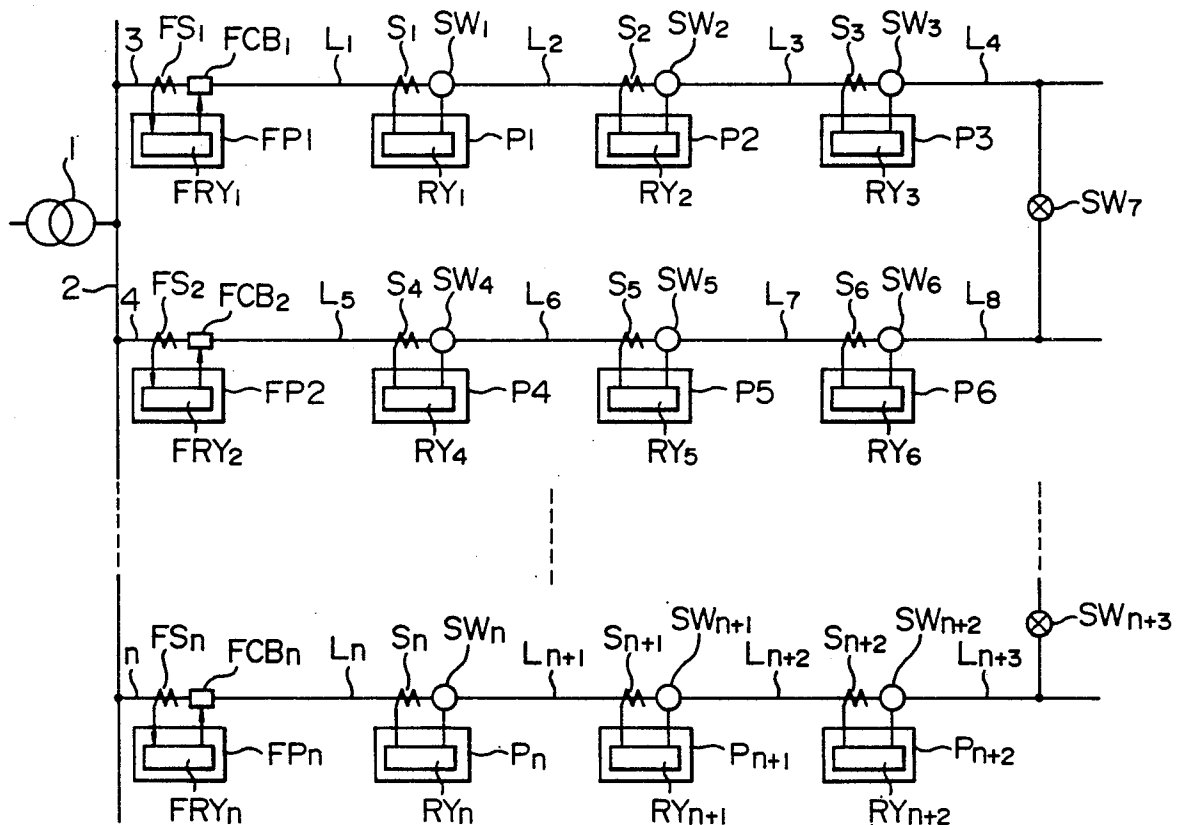 3 FS₁ FCB₁ L₁ S₁ SW₁ L₂ S₂ SW₂ L₃ S₃ SW₃ L₄
FP1 P1 P2 P3
FRY₁ RY₁ RY₂ RY₃
1
SW₇
2
4 FS₂ FCB₂ L₅ S₄ SW₄ L₆ S₅ SW₅ L₇ S₆ SW₆ L₈
FP2 P4 P5 P6
FRY₂ RY₄ RY₅ RY₆
SWn+3
n FSn FCBn Ln Sn SWn Ln+1 Sn+1 SWn+1 Ln+2 Sn+2 SWn+2 Ln+3
FPn Pn Pn+1 Pn+2
FRYn RYn RYn+1 RYn+2